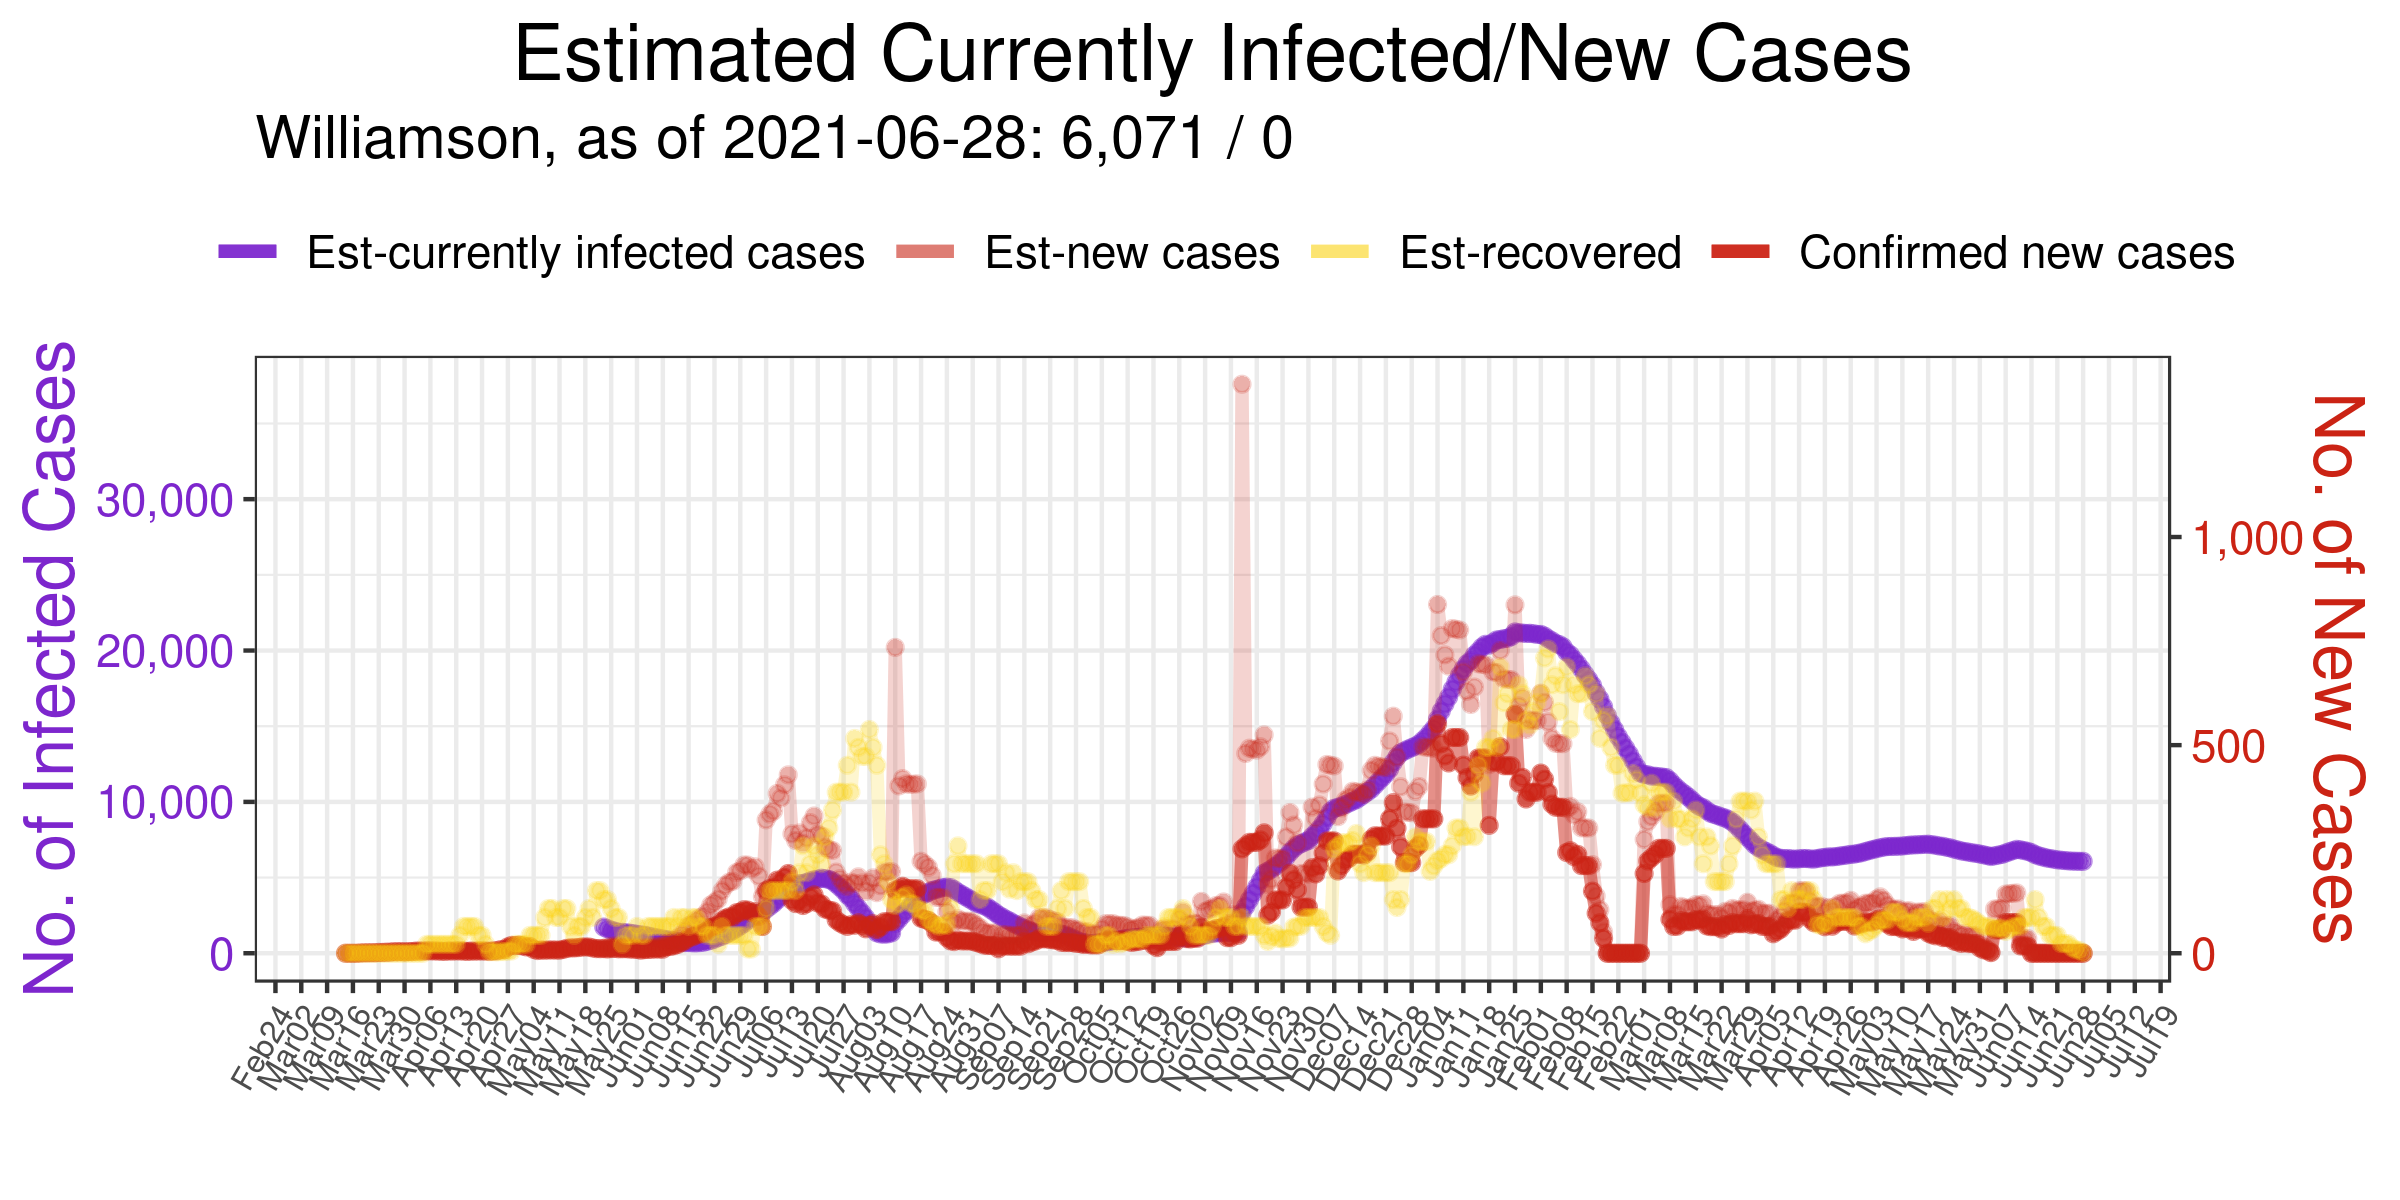 Estimated Currently Infected/New Cases
Williamson, as of 2021-06-28: 6,071 / 0
Est-currently infected cases
Est-new cases
Est-recovered
Confirmed new cases
No. of Infected Cases
30,000
20,000
10,000
0
1,000
500
0
No. of New Cases
Feb24
Mar02
Mar09
Mar16
Mar23
Mar30
Apr06
Apr13
Apr20
Apr27
May04
May11
May18
May25
Jun01
Jun08
Jun15
Jun22
Jun29
Jul06
Jul13
Jul20
Jul27
Aug03
Aug10
Aug17
Aug24
Aug31
Sep07
Sep14
Sep21
Sep28
Oct05
Oct12
Oct19
Oct26
Nov02
Nov09
Nov16
Nov23
Nov30
Dec07
Dec14
Dec21
Dec28
Jan04
Jan11
Jan18
Jan25
Feb01
Feb08
Feb15
Feb22
Mar01
Mar08
Mar15
Mar22
Mar29
Apr05
Apr12
Apr19
Apr26
May03
May10
May17
May24
May31
Jun07
Jun14
Jun21
Jun28
Jul05
Jul12
Jul19